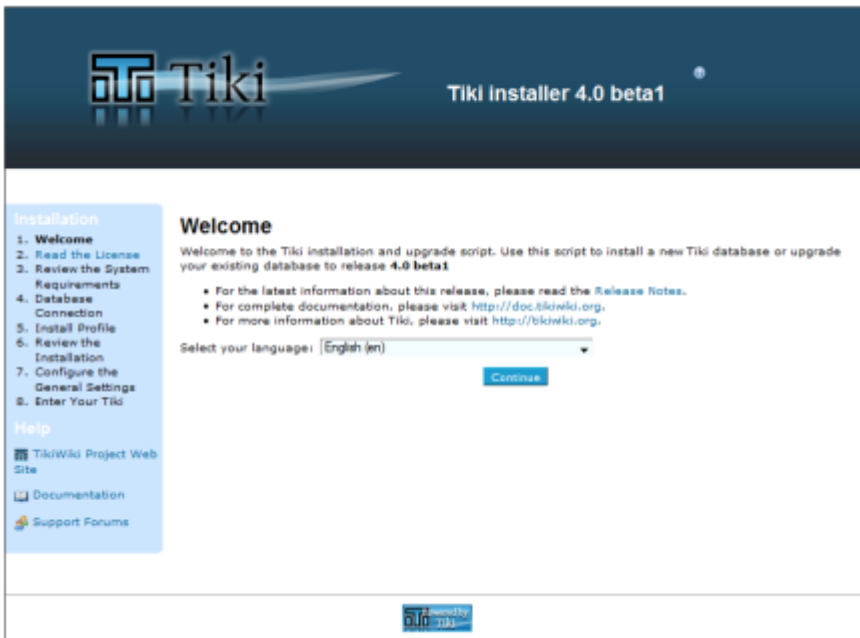 Tiki
Tiki installer 4.0 beta1
Installation
1. Welcome
2. Read the License
3. Review the System
Requirements
4. Database
Connection
5. Install Profile
6. Review the
Installation
7. Configure the
General Settings
8. Enter Your Tiki
Help
TikiWiki Project Web
Site
Documentation
Support Forums
Welcome
Welcome to the Tiki installation and upgrade script. Use this script to install a new Tiki database or upgrade
your existing database to release 4.0 beta1
• For the latest information about this release, please read the Release Notes.
• For complete documentation, please visit http://doc.tikiwiki.org.
• For more information about Tiki, please visit http://tikiwiki.org.
Select your language: English (en)
Continue
Powered by
Tiki